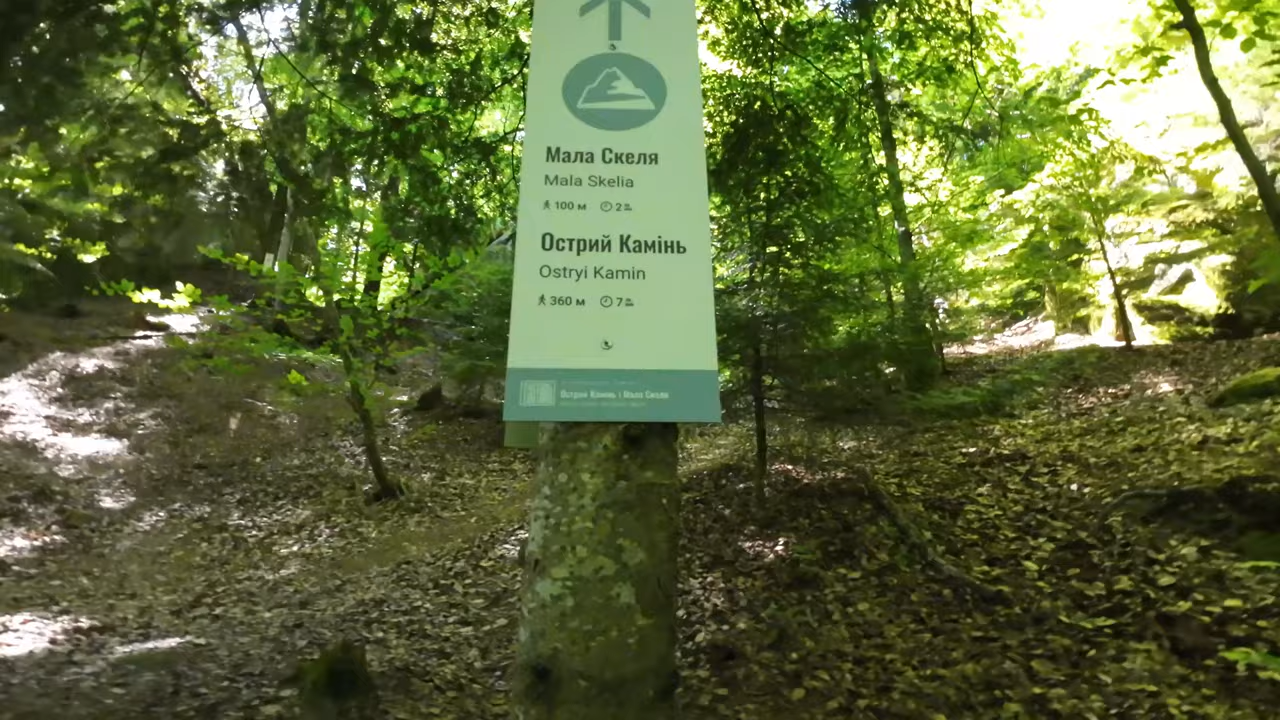 Мала Скеля
Mala Skelia
100 м 2
Острий Камінь
Ostryi Kamin
360 м 7
Острий Камінь і Мала Скеля